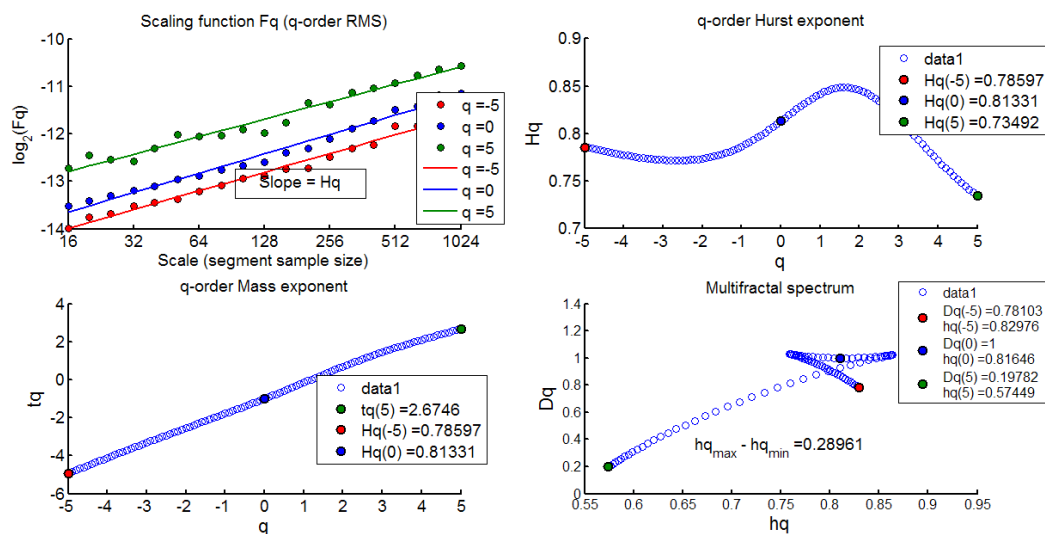 Scaling function Fq (q-order RMS)
-10
-11
-12
-13
-14
log2(Fq)
16 32 64 128 256 512 1024
Scale (segment sample size)
Slope = Hq
q =-5
q =0
q =5
q =-5
q =0
q =5
q-order Hurst exponent
0.9
0.85
0.8
0.75
0.7
Hq
-5 -4 -3 -2 -1 0 1 2 3 4 5
q
data1
Hq(-5)=0.78597
Hq(0)=0.81331
Hq(5)=0.73492
q-order Mass exponent
4
2
0
-2
-4
-6
tq
-5 -4 -3 -2 -1 0 1 2 3 4 5
q
data1
tq(5) =2.6746
Hq(-5)=0.78597
Hq(0)=0.81331
Multifractal spectrum
1.4
1.2
1
0.8
0.6
0.4
0.2
0
Dq
0.55 0.6 0.65 0.7 0.75 0.8 0.85 0.9 0.95
hq
hqmax - hqmin =0.28961
data1
Dq(-5) =0.78103
hq(-5) =0.82976
Dq(0) =1
hq(0) =0.81646
Dq(5) =0.19782
hq(5) =0.57449